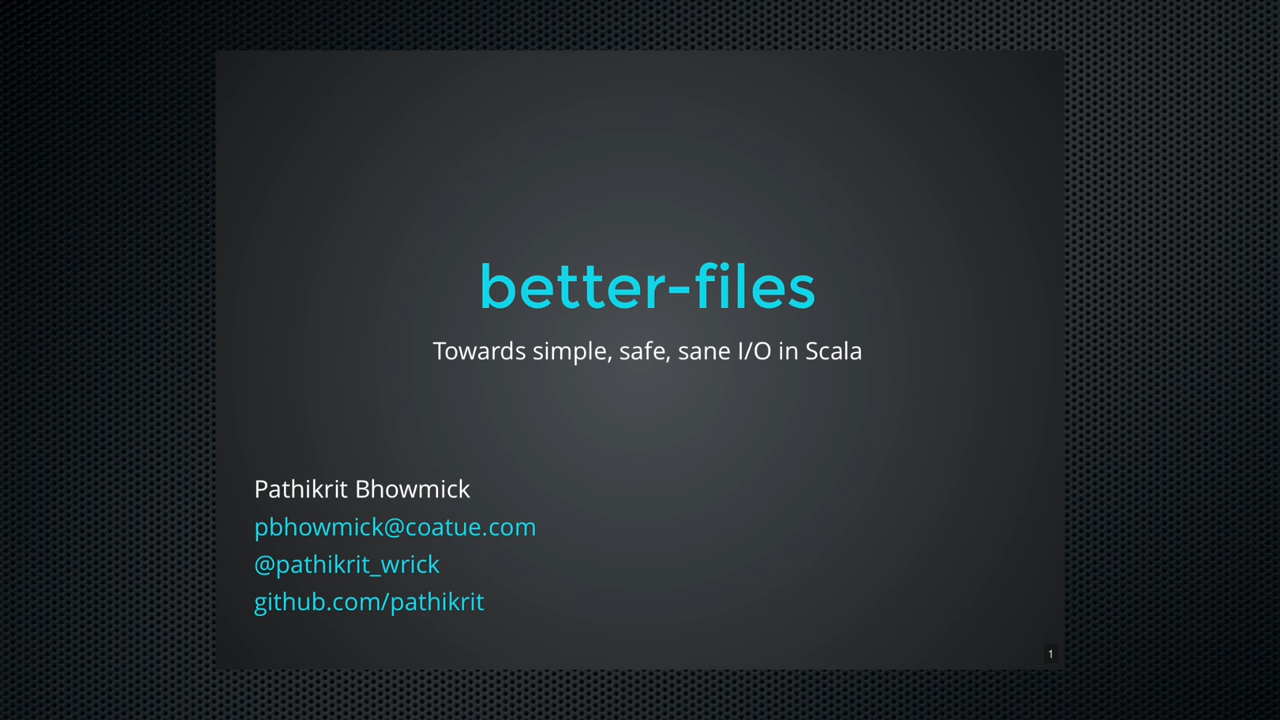 better-files
Towards simple, safe, sane I/O in Scala
Pathikrit Bhowmick
pbhowmick@coatue.com
@pathikrit_wrick
github.com/pathikrit
1